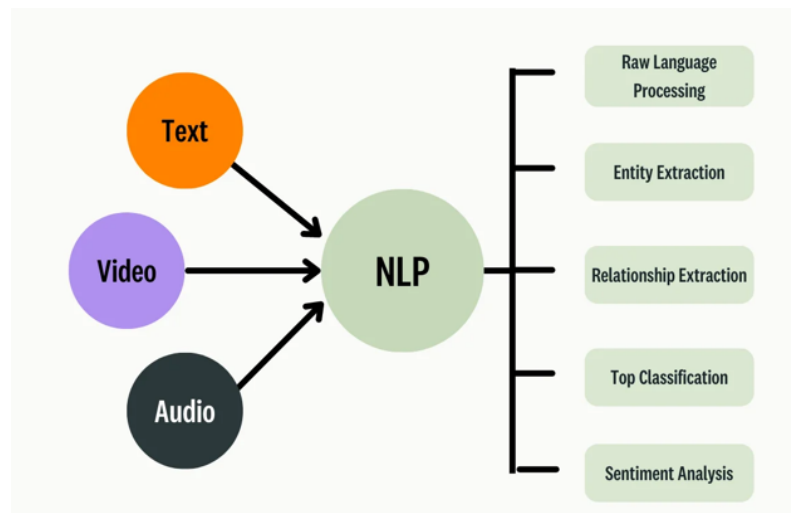 Text
Video
Audio
NLP
Raw Language
Processing
Entity Extraction
Relationship Extraction
Top Classification
Sentiment Analysis